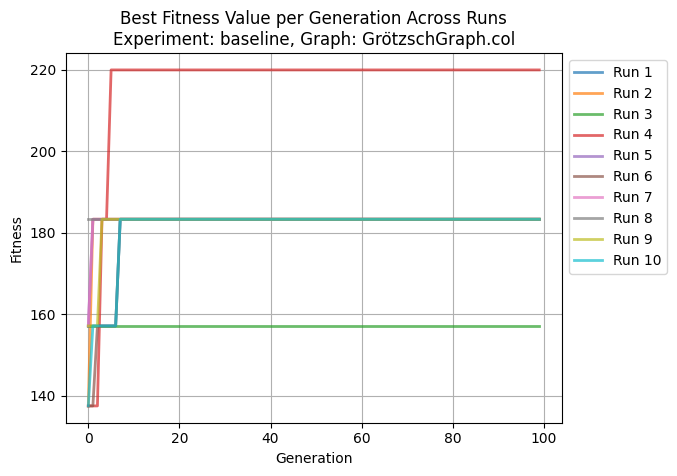 Best Fitness Value per Generation Across Runs
Experiment: baseline, Graph: GrötzschGraph.col
220
200
180
160
140
Fitness
0
20
40
60
80
100
Generation
Run 1
Run 2
Run 3
Run 4
Run 5
Run 6
Run 7
Run 8
Run 9
Run 10